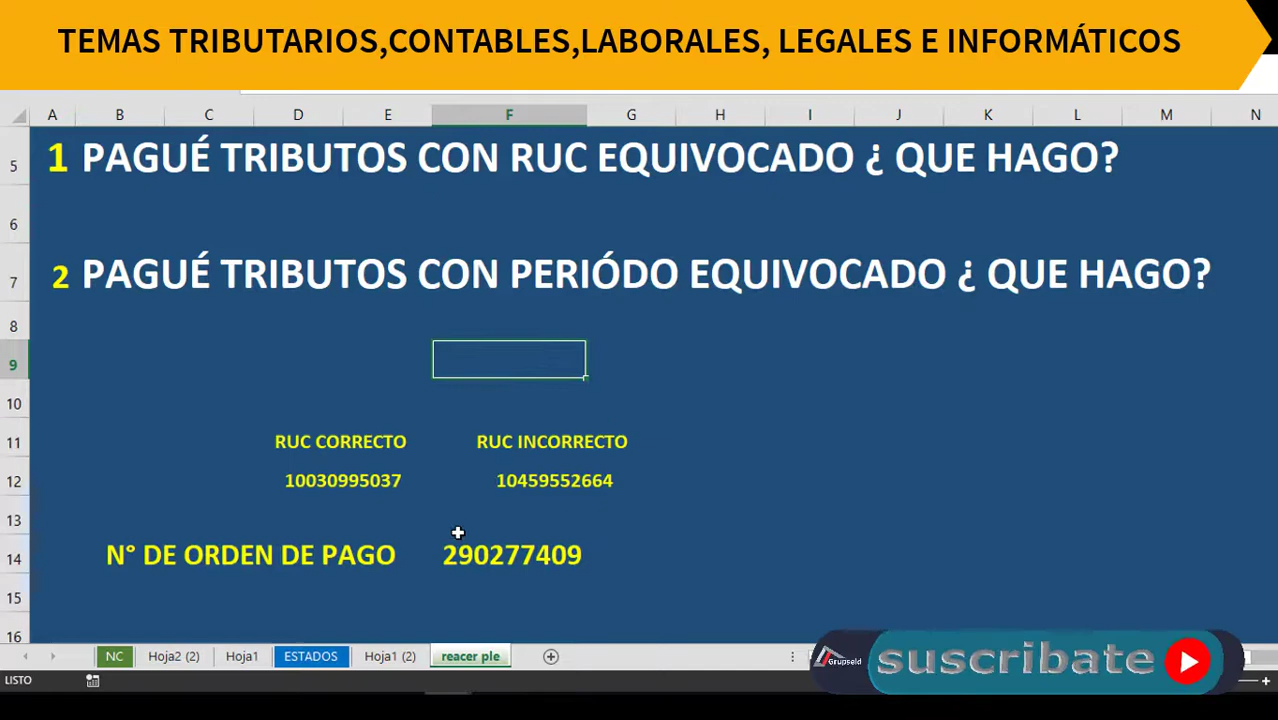 TEMAS TRIBUTARIOS,CONTABLES,LABORALES, LEGALES E INFORMÁTICOS
A B C D E F G H I J K L M N
5 1 PAGUÉ TRIBUTOS CON RUC EQUIVOCADO ¿ QUE HAGO?
6
7 2 PAGUÉ TRIBUTOS CON PERIÓDO EQUIVOCADO ¿ QUE HAGO?
8
9
10
11 RUC CORRECTO RUC INCORRECTO
12 10030995037 10459552664
13
14 N° DE ORDEN DE PAGO 290277409
15
16
NC Hoja2 (2) Hoja1 ESTADOS Hoja1 (2) reacer ple
Grupseld suscribate
LISTO